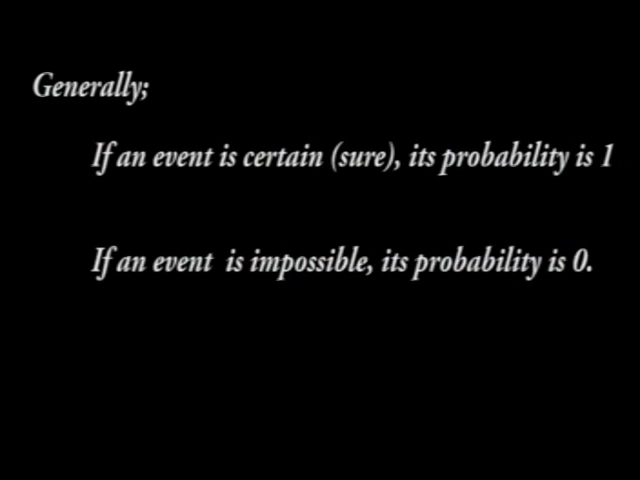 Generally;
If an event is certain (sure), its probability is 1
If an event is impossible, its probability is 0.